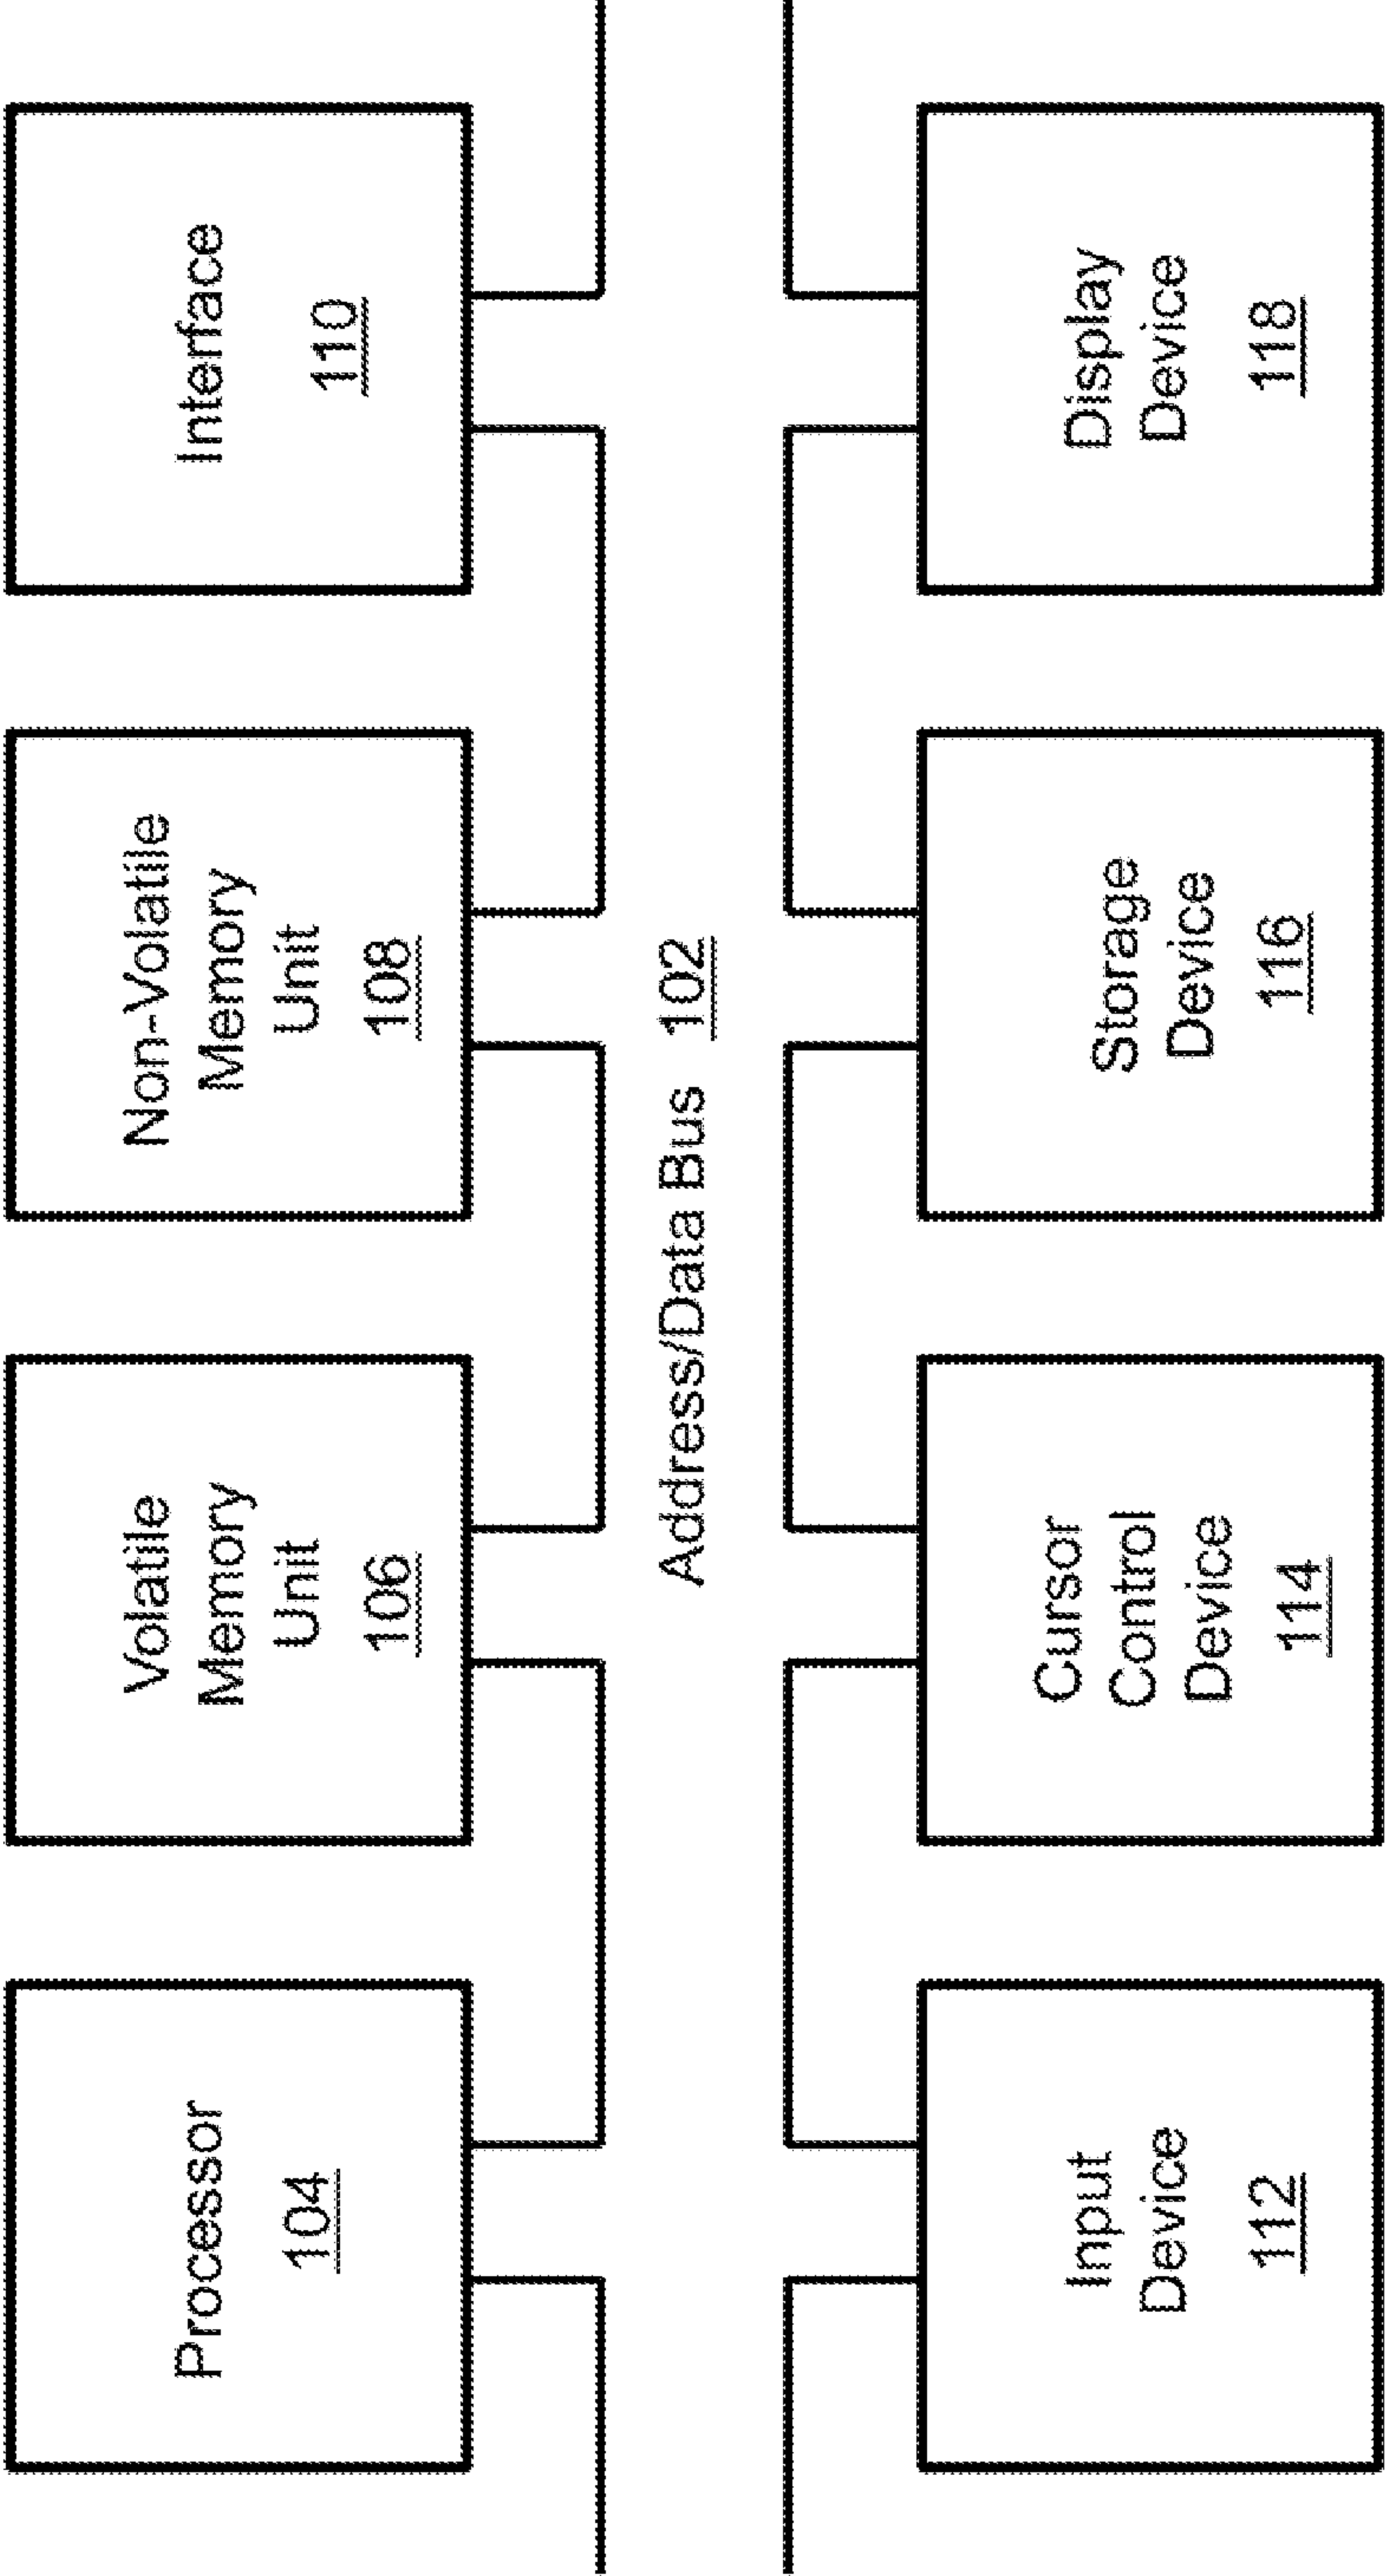 Processor
104
Volatile
Memory
Unit
106
Non-Volatile
Memory
Unit
108
Interface
110
Address/Data Bus 102
Input
Device
112
Cursor
Control
Device
114
Storage
Device
116
Display
Device
118